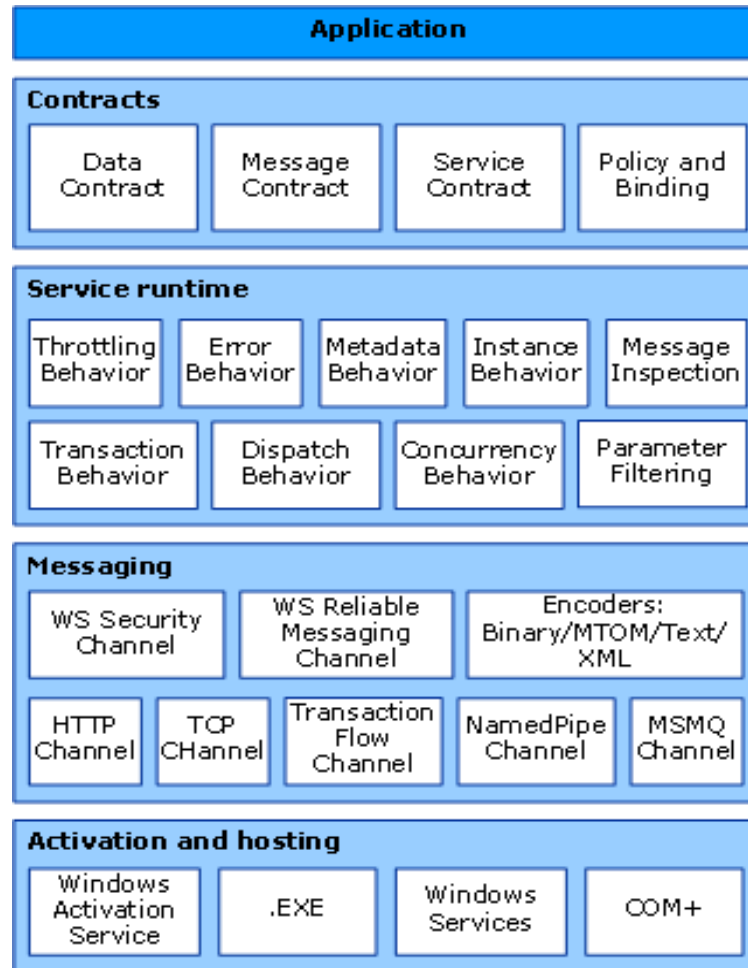 Application
Contracts
Data
Contract
Message
Contract
Service
Contract
Policy and
Binding
Service runtime
Throttling
Behavior
Error
Behavior
Metadata
Behavior
Instance
Behavior
Message
Inspection
Transaction
Behavior
Dispatch
Behavior
Concurrency
Behavior
Parameter
Filtering
Messaging
WS Security
Channel
WS Reliable
Messaging
Channel
Encoders:
Binary/MTOM/Text/
XML
HTTP
Channel
TCP
CHannel
Transaction
Flow
Channel
NamedPipe
Channel
MSMQ
Channel
Activation and hosting
Windows
Activation
Service
.EXE
Windows
Services
COM+